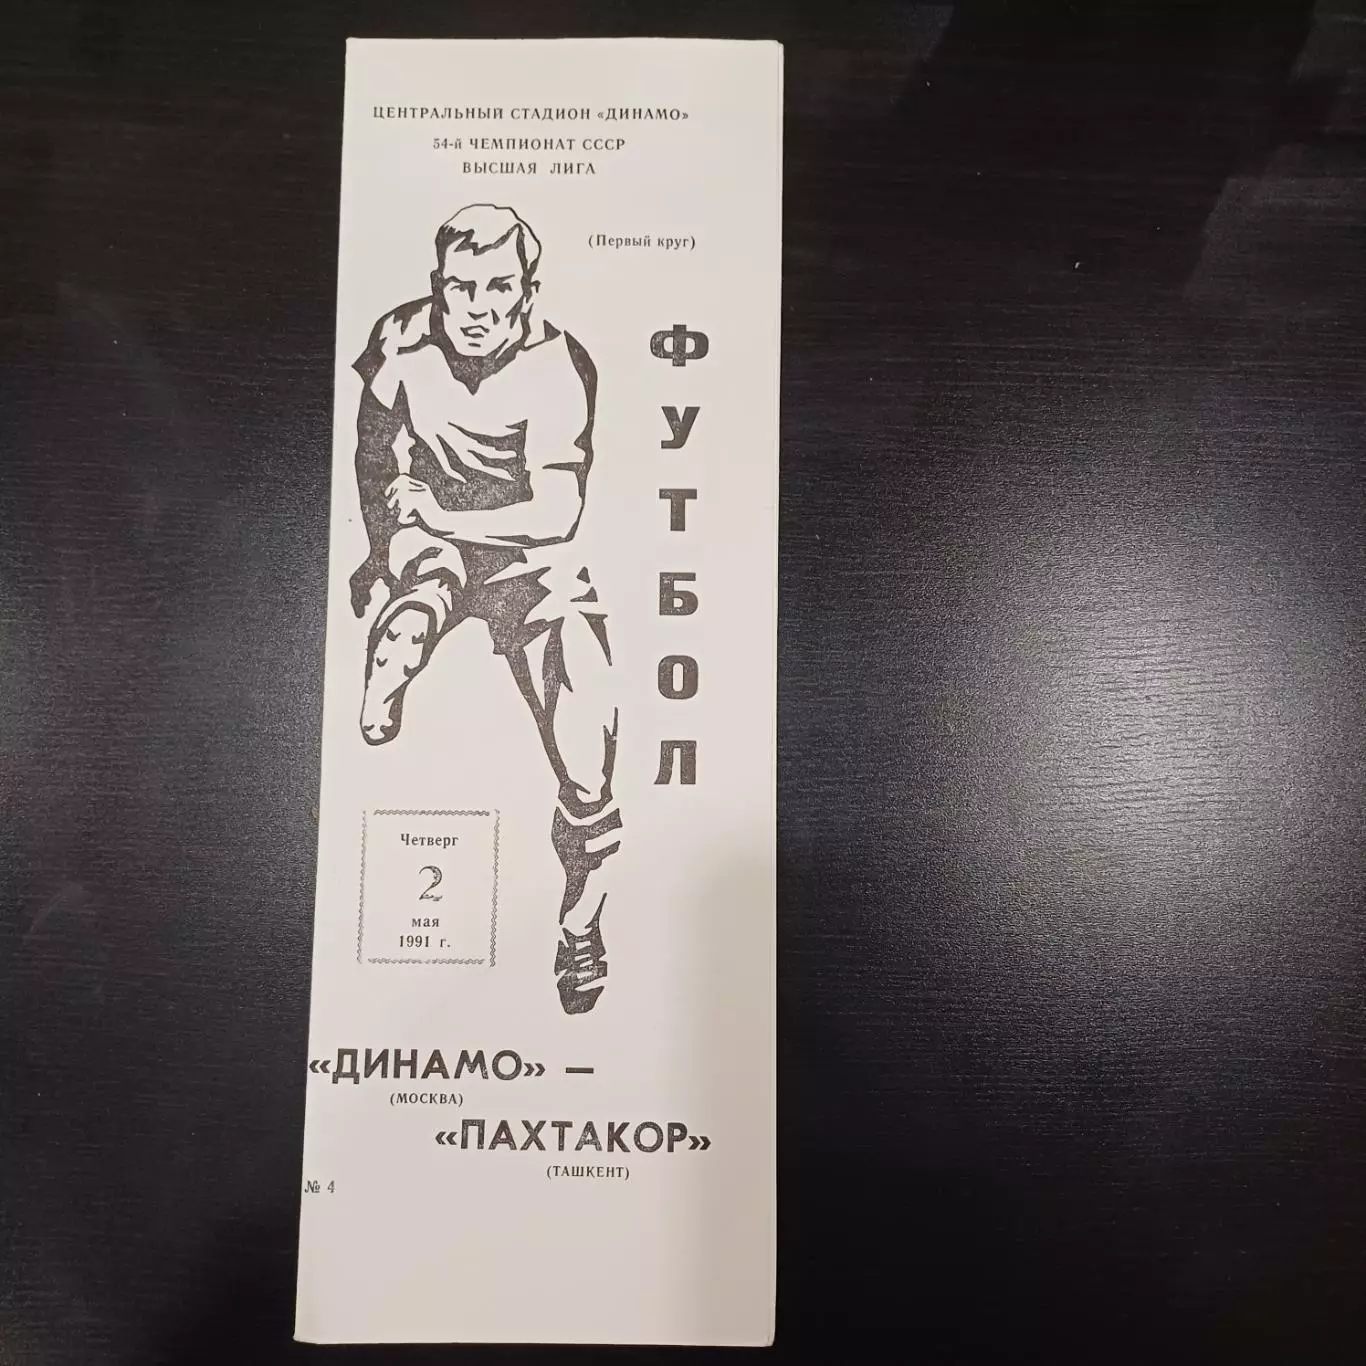 ЦЕНТРАЛЬНЫЙ СТАДИОН «ДИНАМО»
54-й ЧЕМПИОНАТ СССР
ВЫСШАЯ ЛИГА
(Первый круг)
ФУТБОЛ
Четверг
2
мая
1991 г.
«ДИНАМО» —
(МОСКВА)
«ПАХТАКОР»
(ТАШКЕНТ)
№ 4